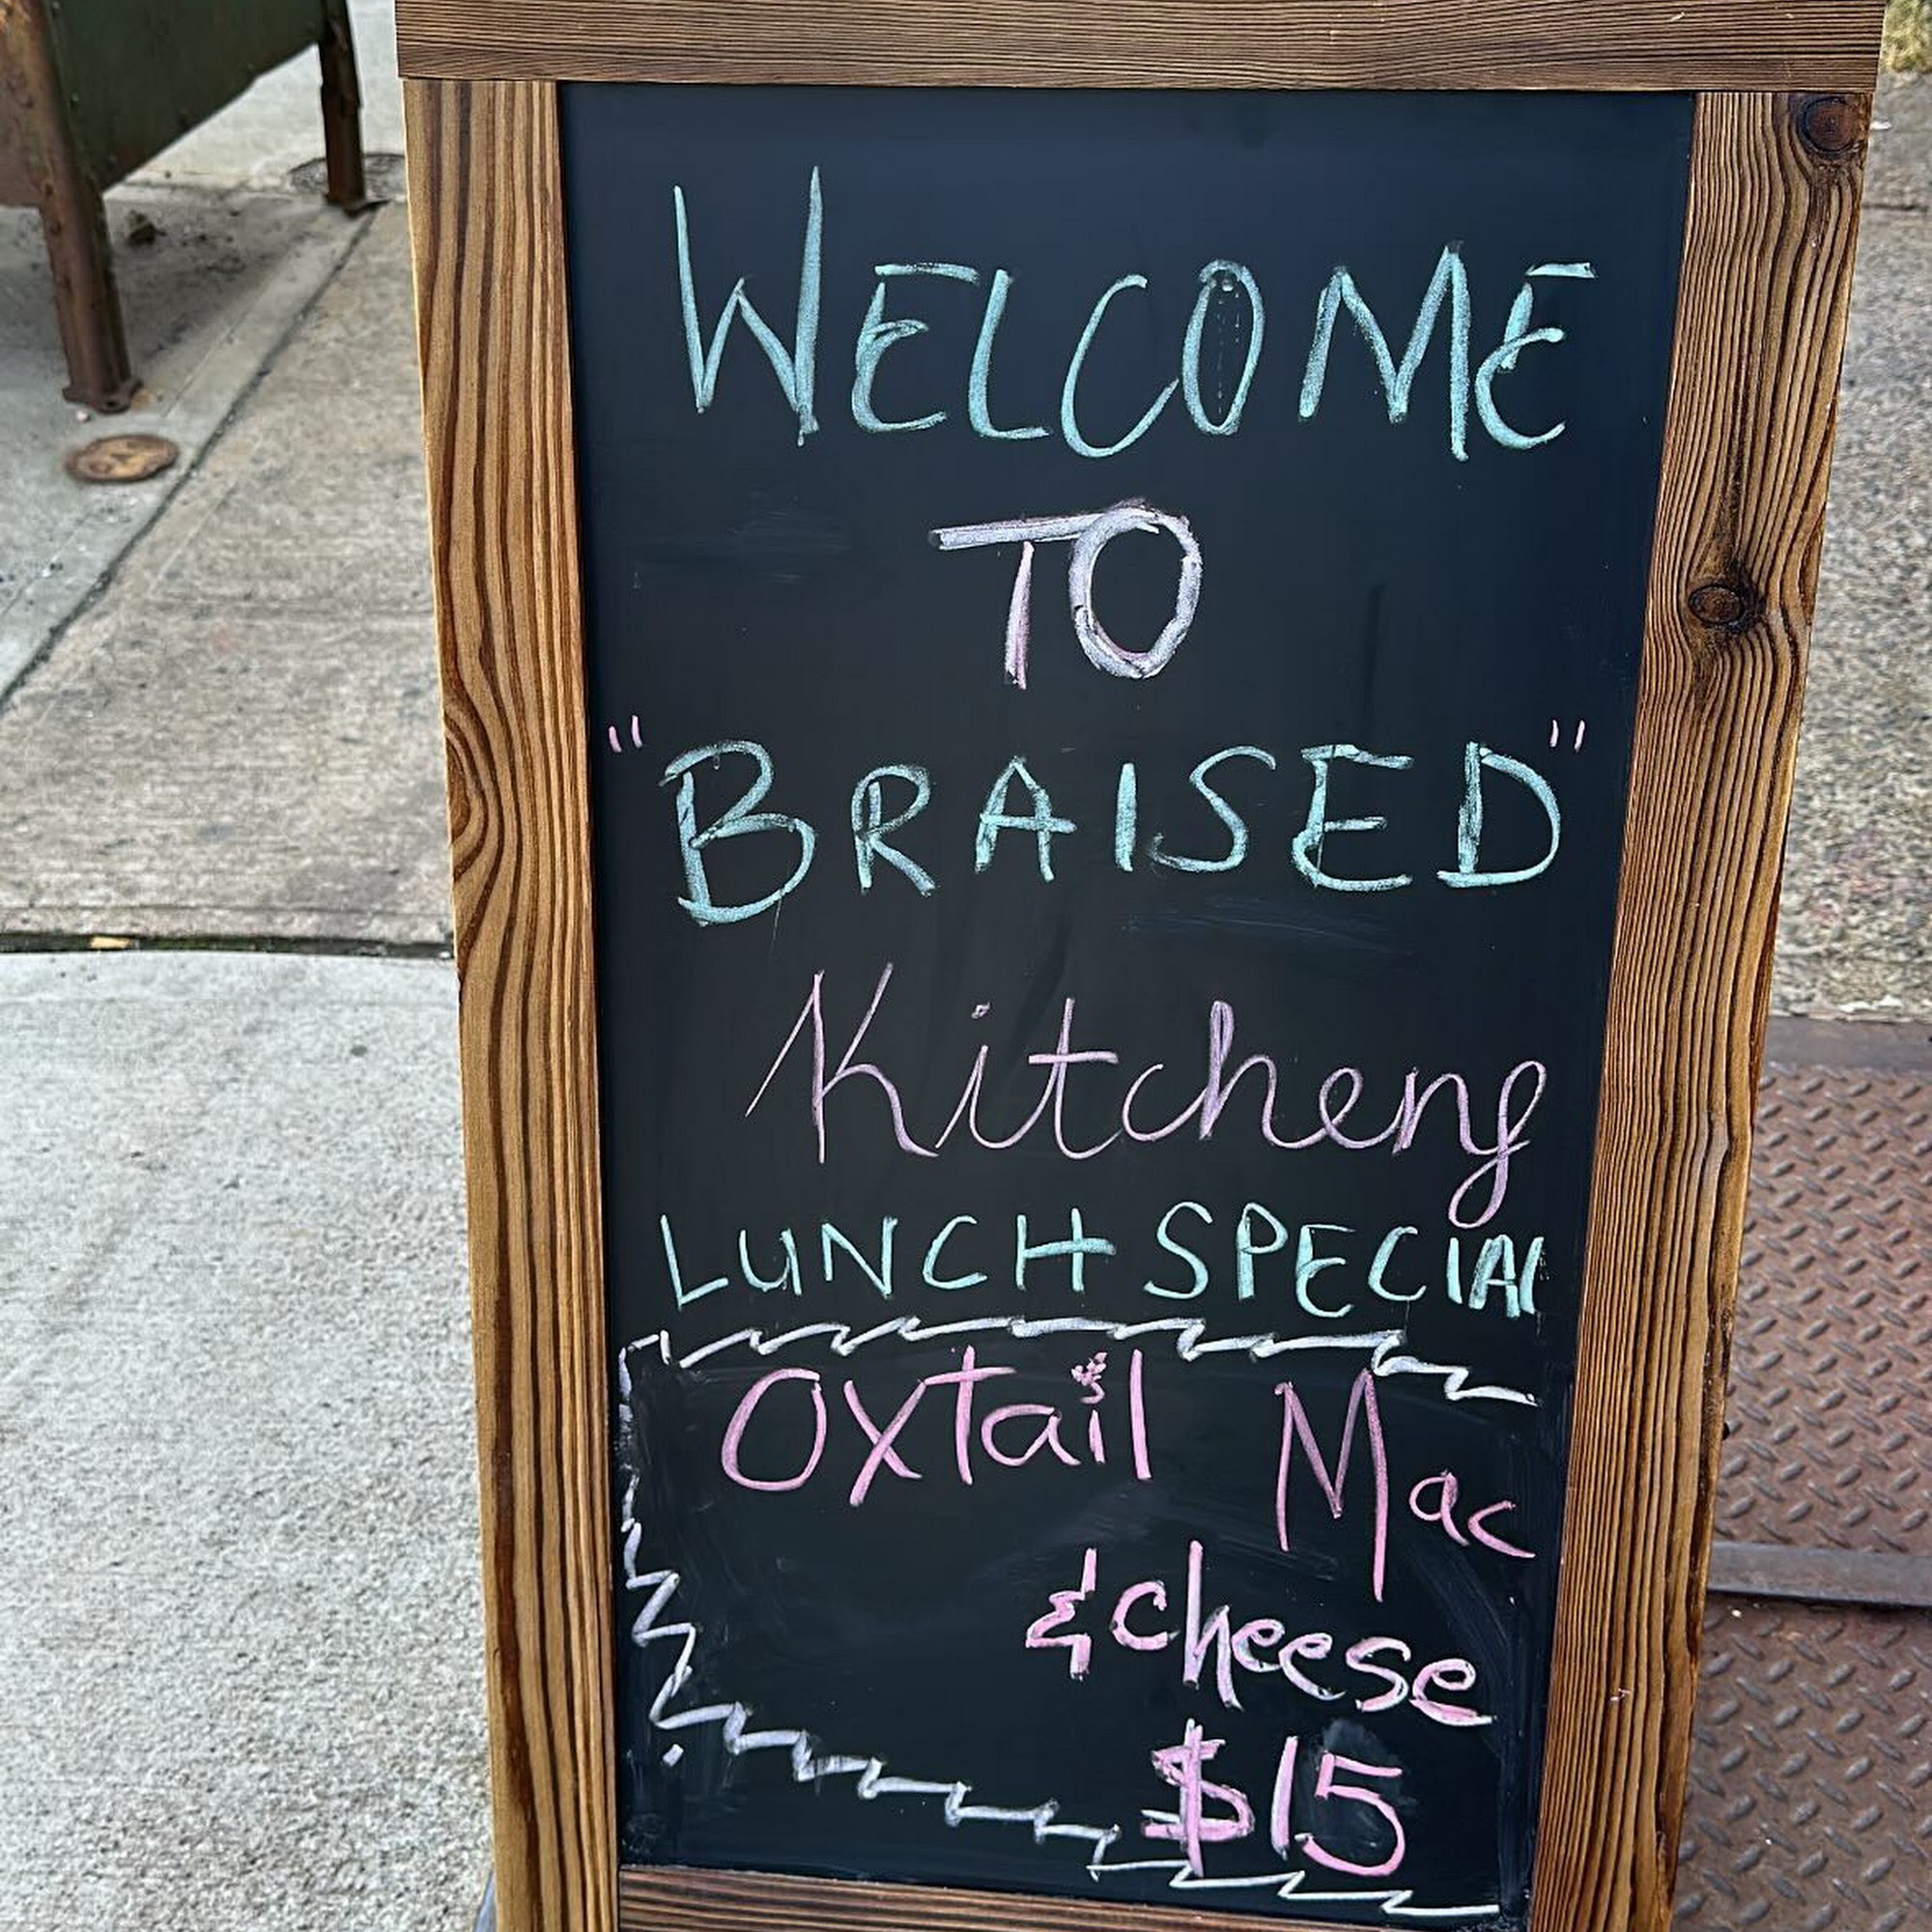 WELCOME
TO
"BRAISED"
Kitcheng
LUNCH SPECIAL
Oxtail Mac
& cheese
$15